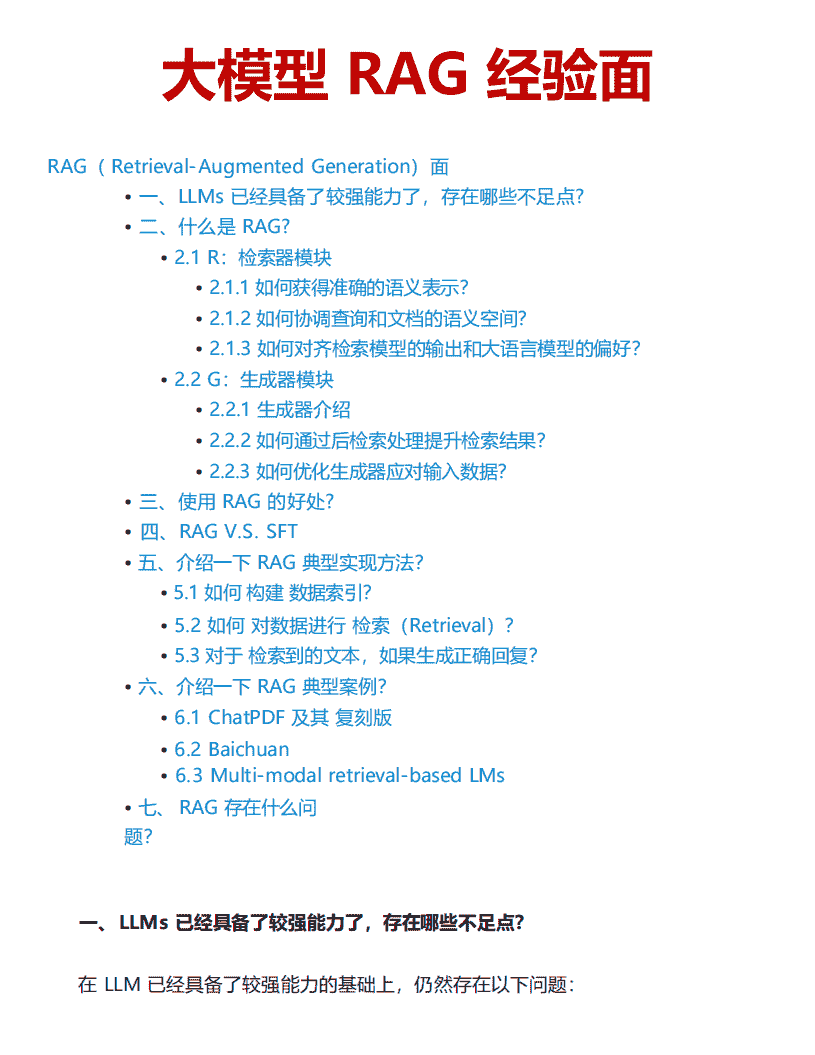 大模型 RAG 经验面
RAG（ Retrieval-Augmented Generation）面
• 一、LLMs 已经具备了较强能力了，存在哪些不足点？
• 二、什么是 RAG？
• 2.1 R：检索器模块
• 2.1.1 如何获得准确的语义表示？
• 2.1.2 如何协调查询和文档的语义空间？
• 2.1.3 如何对齐检索模型的输出和大语言模型的偏好？
• 2.2 G：生成器模块
• 2.2.1 生成器介绍
• 2.2.2 如何通过后检索处理提升检索结果？
• 2.2.3 如何优化生成器应对输入数据？
• 三、使用 RAG 的好处？
• 四、RAG V.S. SFT
• 五、介绍一下 RAG 典型实现方法？
• 5.1 如何 构建 数据索引？
• 5.2 如何 对数据进行 检索（Retrieval）？
• 5.3 对于 检索到的文本，如果生成正确回复？
• 六、介绍一下 RAG 典型案例？
• 6.1 ChatPDF 及其 复刻版
• 6.2 Baichuan
• 6.3 Multi-modal retrieval-based LMs
• 七、 RAG 存在什么问
题？
一、LLMs 已经具备了较强能力了，存在哪些不足点？
在 LLM 已经具备了较强能力的基础上，仍然存在以下问题：